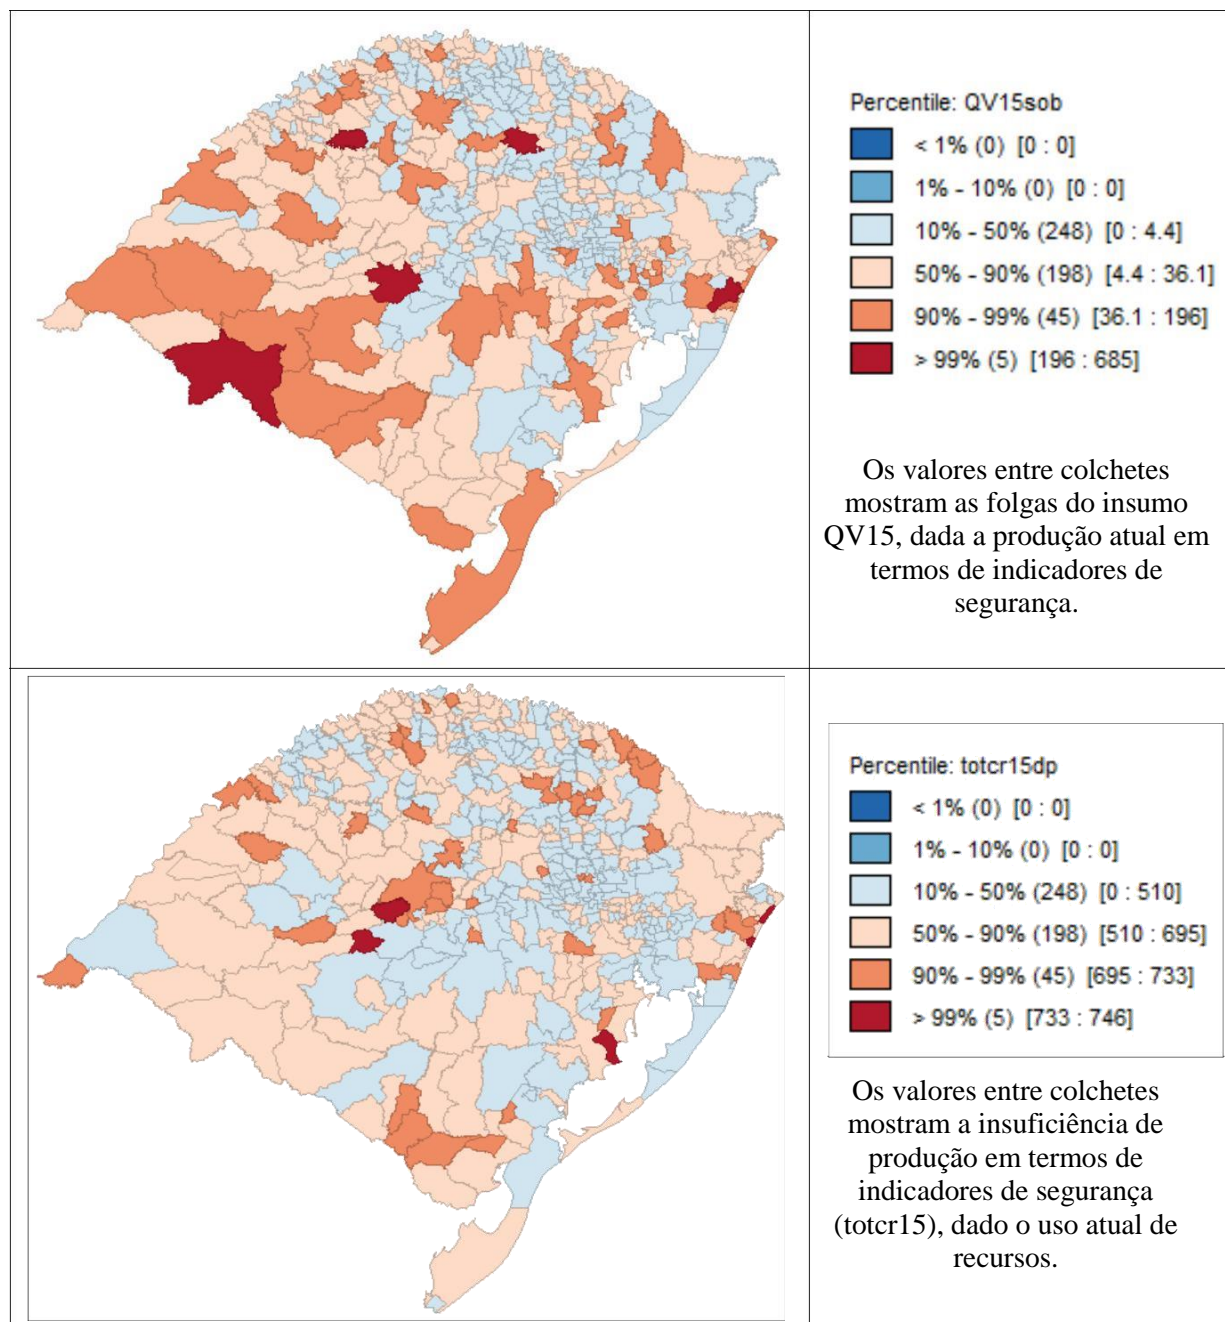 Percentile: QV15sob
< 1% (0) [0 : 0]
1% - 10% (0) [0 : 0]
10% - 50% (248) [0 : 4.4]
50% - 90% (198) [4.4 : 36.1]
90% - 99% (45) [36.1 : 196]
> 99% (5) [196 : 685]
Os valores entre colchetes
mostram as folgas do insumo
QV15, dada a produção atual em
termos de indicadores de
segurança.
Percentile: totcr15dp
< 1% (0) [0 : 0]
1% - 10% (0) [0 : 0]
10% - 50% (248) [0 : 510]
50% - 90% (198) [510 : 695]
90% - 99% (45) [695 : 733]
> 99% (5) [733 : 746]
Os valores entre colchetes
mostram a insuficiência de
produção em termos de
indicadores de segurança
(totcr15), dado o uso atual de
recursos.